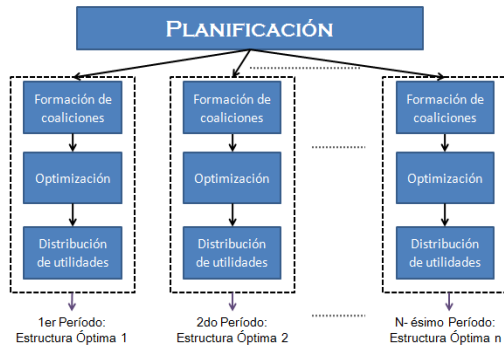 PLANIFICACIÓN
Formación de
coaliciones
Optimización
Distribución
de utilidades
1er Período:
Estructura Óptima 1
Formación de
coaliciones
Optimización
Distribución
de utilidades
2do Período:
Estructura Óptima 2
Formación de
coaliciones
Optimización
Distribución
de utilidades
N- ésimo Período:
Estructura Óptima n